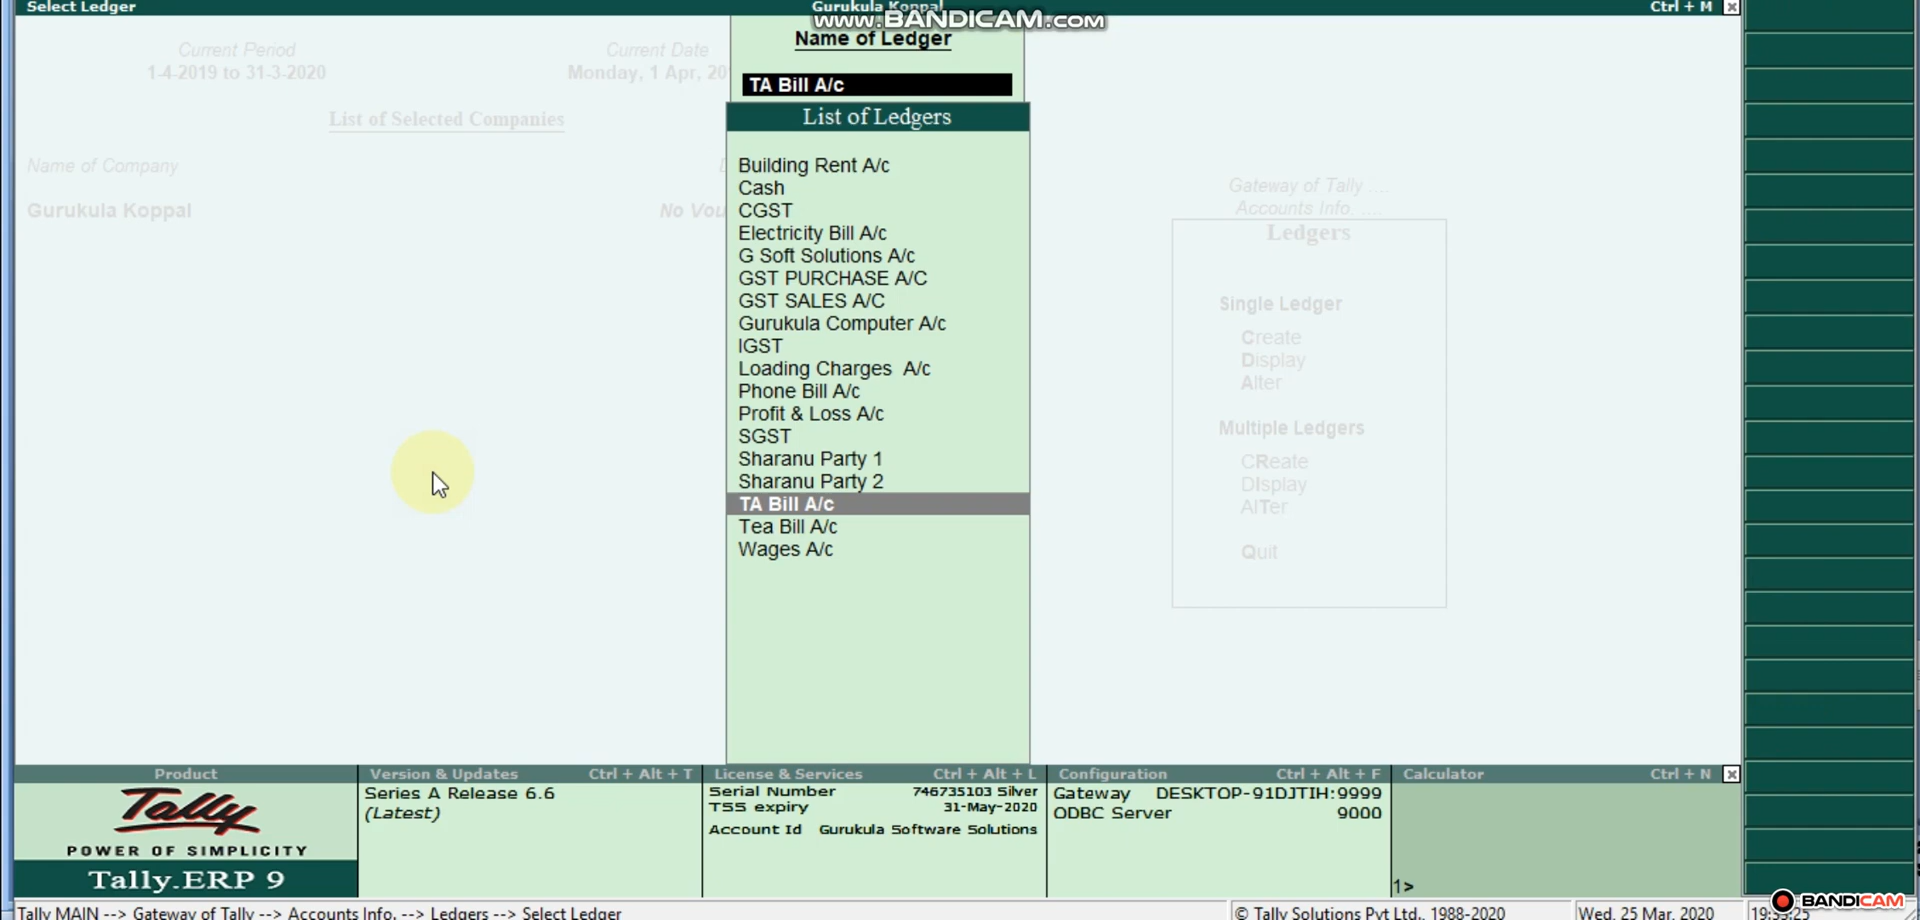 Select Ledger
Gurukula Koppal
Ctrl + M
www.BANDICAM.com
Name of Ledger
TA Bill A/c
List of Ledgers
Building Rent A/c
Cash
CGST
Electricity Bill A/c
G Soft Solutions A/c
GST PURCHASE A/C
GST SALES A/C
Gurukula Computer A/c
IGST
Loading Charges A/c
Phone Bill A/c
Profit & Loss A/c
SGST
Sharanu Party 1
Sharanu Party 2
TA Bill A/c
Tea Bill A/c
Wages A/c
Current Period
1-4-2019 to 31-3-2020
Current Date
Monday, 1 Apr, 20
List of Selected Companies
Name of Company
Gurukula Koppal
No Vou
Gateway of Tally ....
Accounts Info. ....
Ledgers
Single Ledger
Create
Display
Alter
Multiple Ledgers
CReate
DIsplay
AlTer
Quit
Product
Tally
POWER OF SIMPLICITY
Tally.ERP 9
Version & Updates Ctrl + Alt + T
Series A Release 6.6
(Latest)
License & Services Ctrl + Alt + L
Serial Number 746735103 Silver
TSS expiry 31-May-2020
Account Id Gurukula Software Solutions
Configuration Ctrl + Alt + F
Gateway DESKTOP-91DJTIH:9999
ODBC Server 9000
Calculator Ctrl + N
1>
Tally MAIN --> Gateway of Tally --> Accounts Info. --> Ledgers --> Select Ledger
© Tally Solutions Pvt Ltd., 1988-2020
Wed, 25 Mar, 2020
BANDICAM